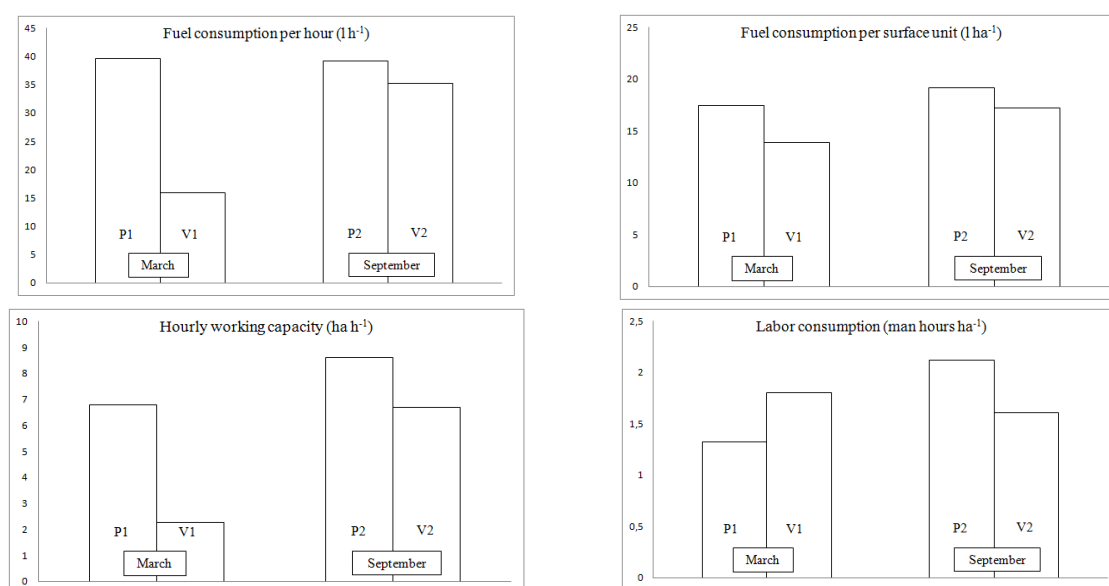 Fuel consumption per hour (l h-1)
45
40
35
30
25
20
15
10
5
0
P1
V1
P2
V2
March
September
Fuel consumption per surface unit (l ha-1)
25
20
15
10
5
0
P1
V1
P2
V2
March
September
Hourly working capacity (ha h-1)
10
9
8
7
6
5
4
3
2
1
0
P1
V1
P2
V2
March
September
Labor consumption (man hours ha-1)
2,5
2
1,5
1
0,5
0
P1
V1
P2
V2
March
September